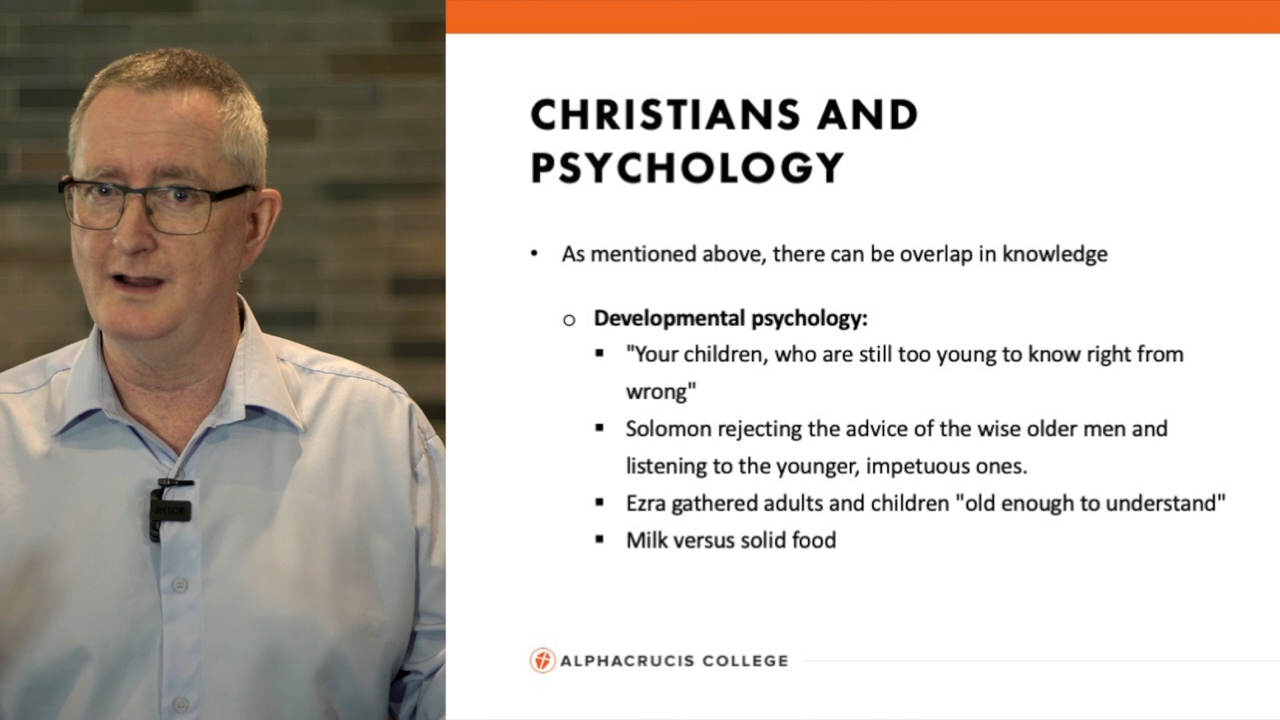 CHRISTIANS AND
PSYCHOLOGY
• As mentioned above, there can be overlap in knowledge
o Developmental psychology:
▪ "Your children, who are still too young to know right from
wrong"
▪ Solomon rejecting the advice of the wise older men and
listening to the younger, impetuous ones.
▪ Ezra gathered adults and children "old enough to understand"
▪ Milk versus solid food
ALPHACRUCIS COLLEGE